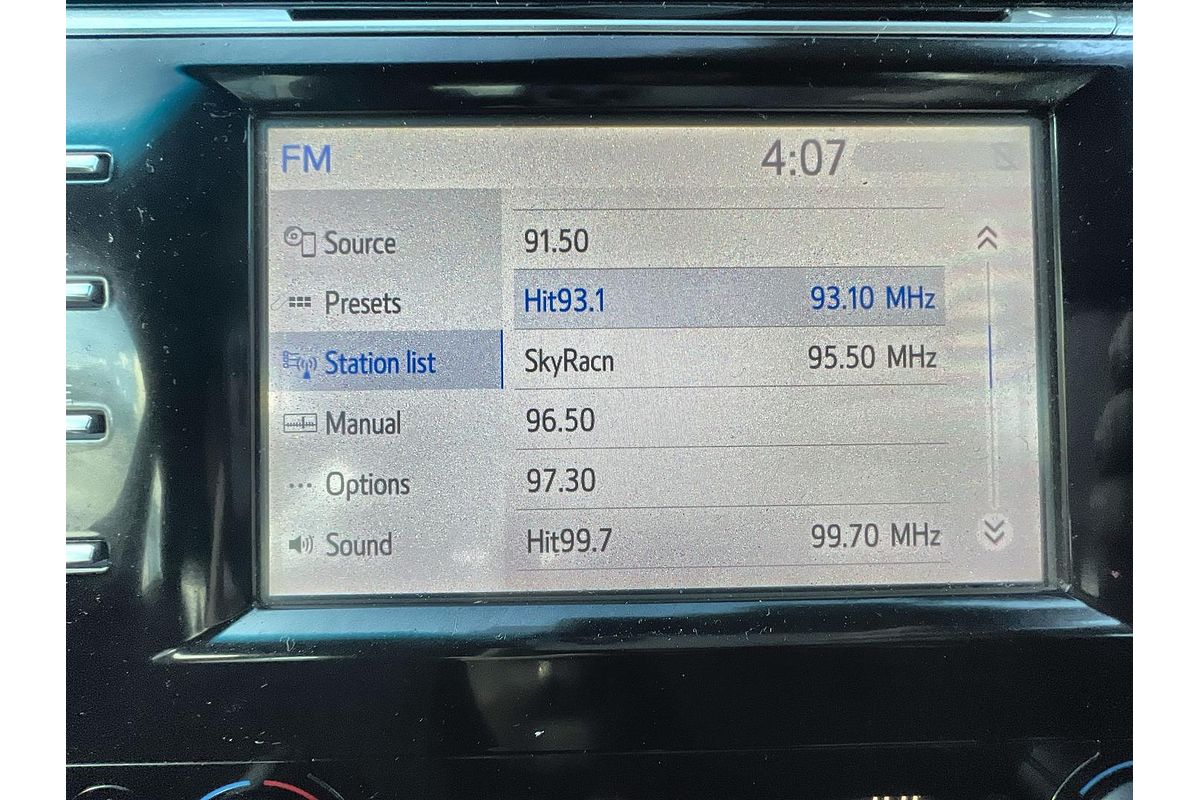 FM
4:07
Source
Presets
Station list
Manual
Options
Sound
91.50
Hit93.1 93.10 MHz
SkyRacn 95.50 MHz
96.50
97.30
Hit99.7 99.70 MHz